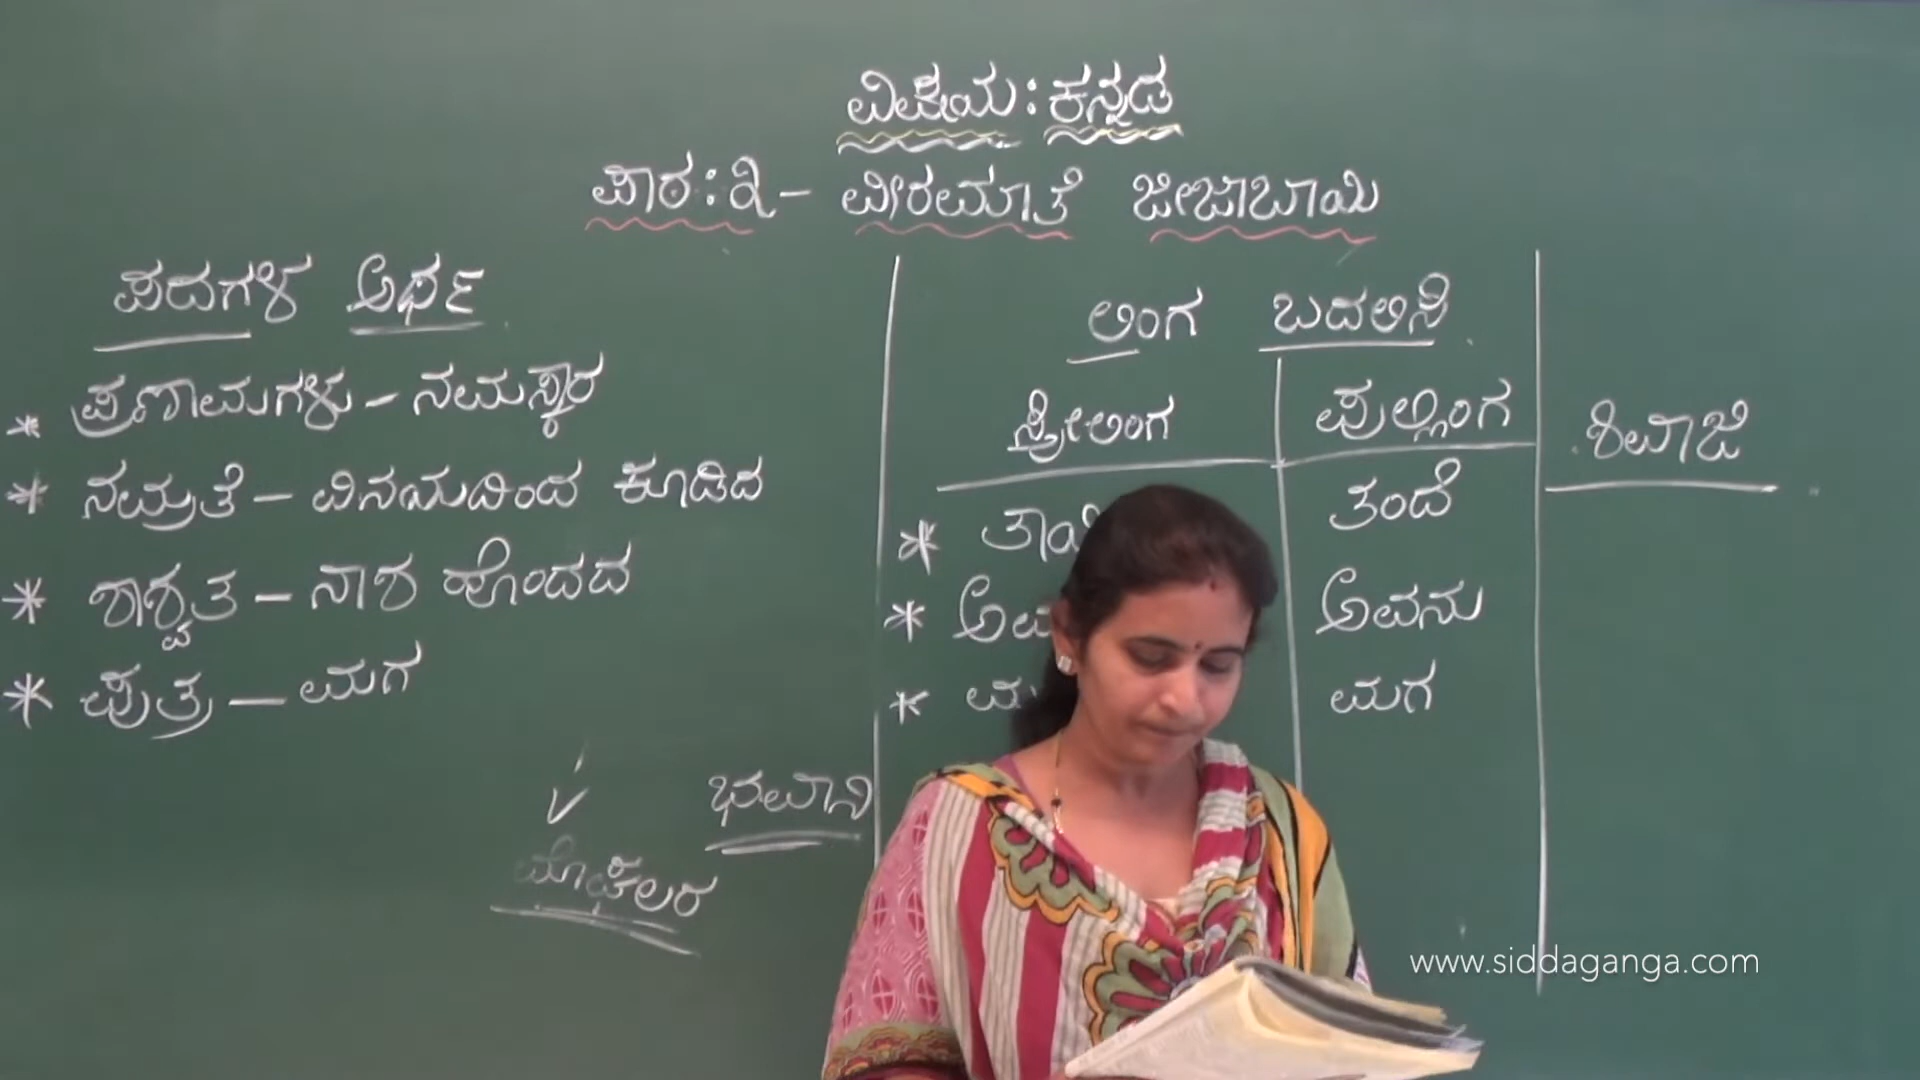 ವಿಷಯ : ಕನ್ನಡ
ಪಾಠ : ೩ - ವೀರಮಾತೆ ಜೀಜಾಬಾಯಿ
ಪದಗಳ ಅರ್ಥ
* ಪ್ರಣಾಮಗಳು - ನಮಸ್ಕಾರ
* ನಮ್ರತೆ - ವಿನಯದಿಂದ ಕೂಡಿದ
* ಶಾಶ್ವತ - ನಾಶ ಹೊಂದದ
* ಪುತ್ರ - ಮಗ
ಭವಾನಿ
ಲಿಂಗ ಬದಲಿಸಿ
ಸ್ತ್ರೀಲಿಂಗ ಪುಲ್ಲಿಂಗ
* ತಂದೆ
* ಅವನು
* ಮಗ
ಶಿವಾಜಿ
www.siddaganga.com